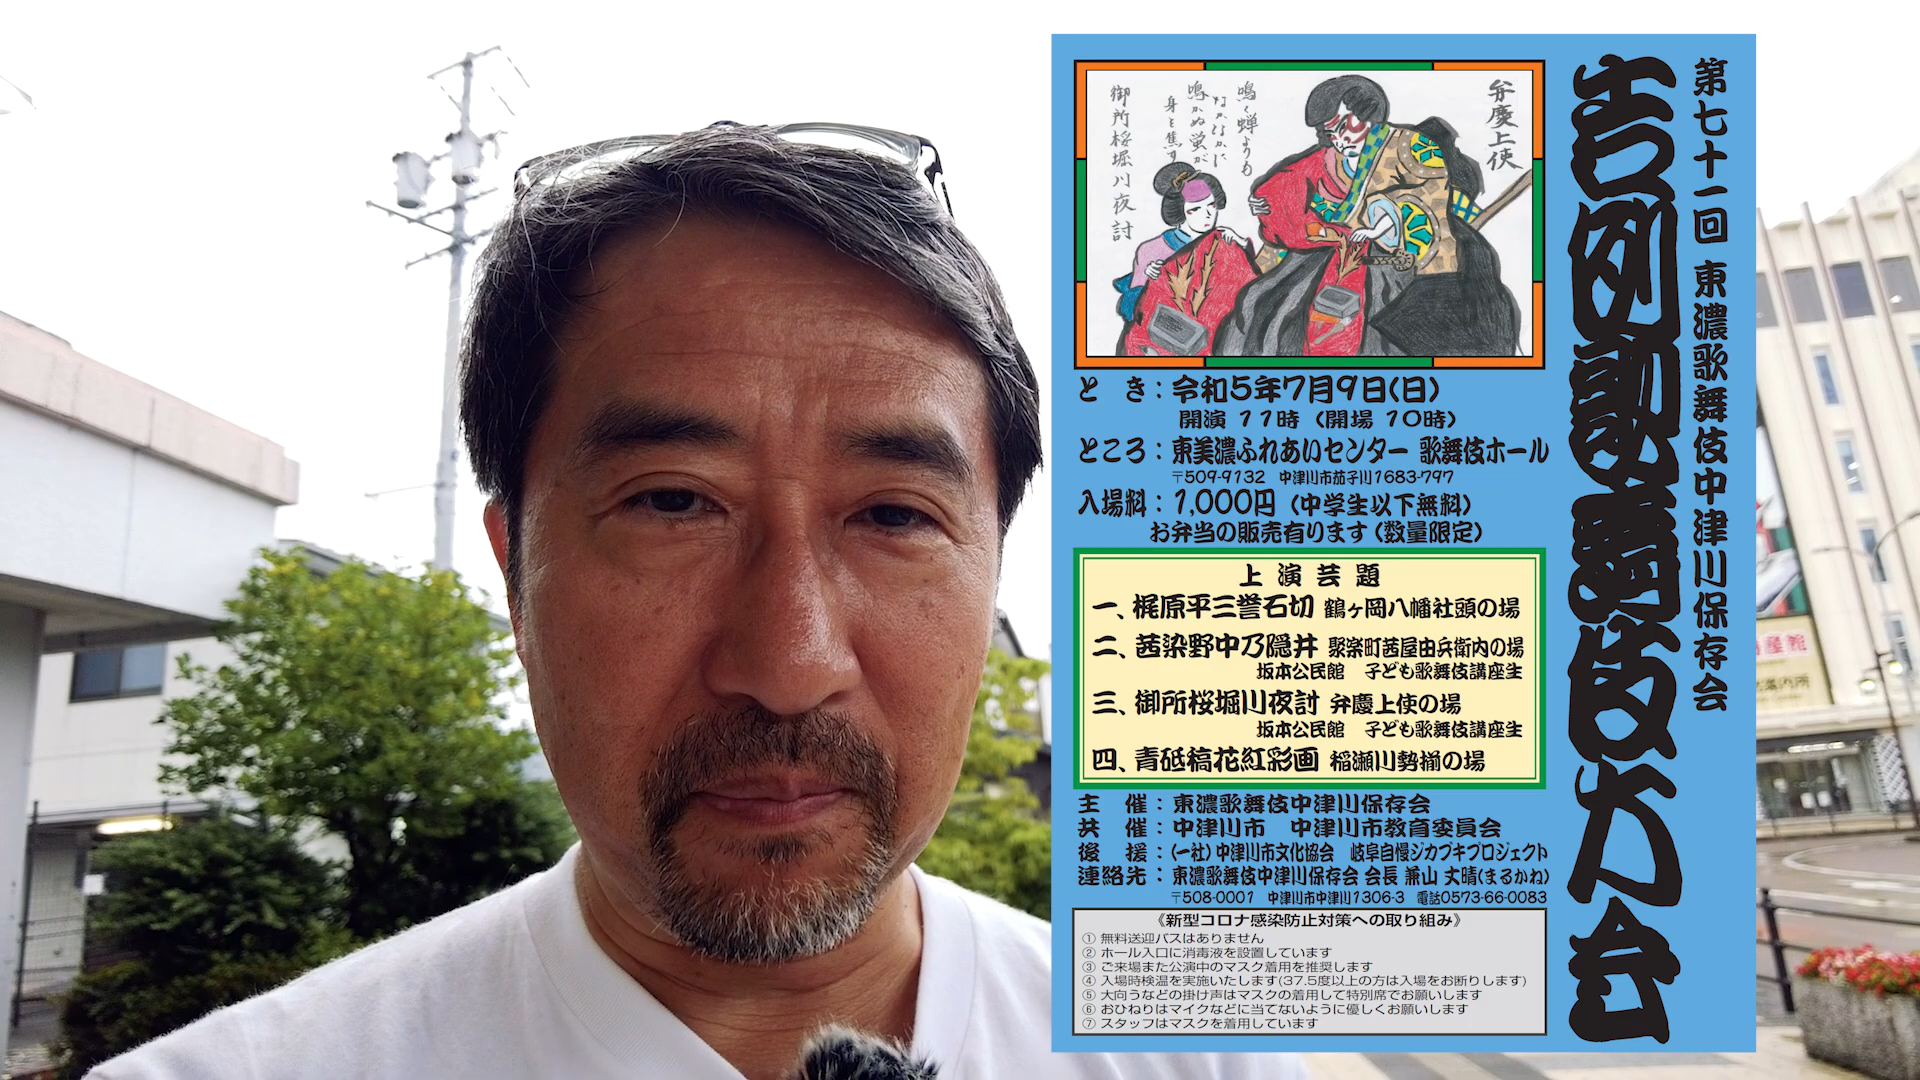 第七十一回 東濃歌舞伎中津川保存会
吉例歌舞伎大会
弁慶上使
鳴く蝉よりも
なかなかに
鳴かぬ蛍が
身を焦す
御所桜堀川夜討
とき：令和5年7月9日(日)
開演 11時（開場 10時）
ところ：東美濃ふれあいセンター 歌舞伎ホール
〒509-9132 中津川市茄子川1683-797
入場料：1,000円（中学生以下無料）
お弁当の販売有ります（数量限定）
上演芸題
一、梶原平三誉石切 鶴ヶ岡八幡社頭の場
二、茜染野中乃隠井 聚楽町茜屋由兵衛内の場
坂本公民館 子ども歌舞伎講座生
三、御所桜堀川夜討 弁慶上使の場
坂本公民館 子ども歌舞伎講座生
四、青砥稿花紅彩画 稲瀬川勢揃の場
主催：東濃歌舞伎中津川保存会
共催：中津川市 中津川市教育委員会
後援：(一社)中津川市文化協会 岐阜自慢ジカブキプロジェクト
連絡先：東濃歌舞伎中津川保存会 会長 兼山 丈晴(まるかね)
〒508-0001 中津川市中津川1306-3 電話0573-66-0083
《新型コロナ感染防止対策への取り組み》
① 無料送迎バスはありません
② ホール入口に消毒液を設置しています
③ ご来場また公演中のマスク着用を推奨します
④ 入場時検温を実施いたします(37.5度以上の方は入場をお断りします)
⑤ 大向うなどの掛け声はマスクの着用して特別席でお願いします
⑥ おひねりはマイクなどに当てないように優しくお願いします
⑦ スタッフはマスクを着用しています
産館
案内所